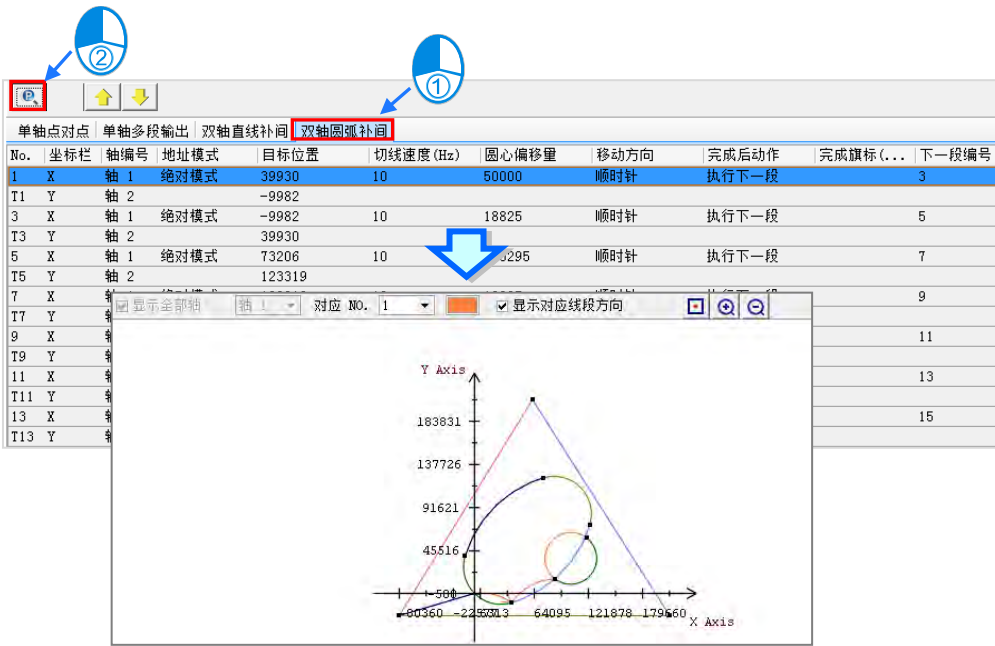 ②
①
单轴点对点 单轴多段输出 双轴直线补间 双轴圆弧补间
No. 坐标栏 轴编号 地址模式 目标位置 切线速度(Hz) 圆心偏移量 移动方向 完成后动作 完成旗标(... 下一段编号
1 X 轴 1 绝对模式 39930 10 50000 顺时针 执行下一段 3
T1 Y 轴 2 -9982
3 X 轴 1 绝对模式 -9982 10 18825 顺时针 执行下一段 5
T3 Y 轴 2 39930
5 X 轴 1 绝对模式 73206 10 顺时针 执行下一段 7
T5 Y 轴 2 123319
7 X 9
T7 Y
9 X 11
T9 Y
11 X 13
T11 Y
13 X 15
T13 Y
显示全部轴 轴 1 对应 NO. 1 显示对应线段方向
Y Axis
183831
137726
91621
45516
-588
-80360 64095 121878 179660
X Axis